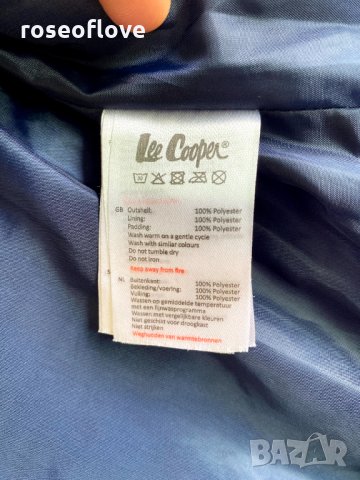 roseoflove
Lee Cooper®
GB Outshell: 100% Polyester
Lining: 100% Polyester
Padding: 100% Polyester
Wash warm on a gentle cycle
Wash with similar colours
Do not tumble dry
Do not iron
Keep away from fire
NL Buitenkant: 100% Polyester
Bekleding/voering: 100% Polyester
Vulling: 100% Polyester
Wassen op gemiddelde temperatuur
met een fijnwasprogramma
Wassen met vergelijkbare kleuren
Niet geschikt voor droogkast
Niet strijken
Weghouden van warmtebronnen
BAZAR